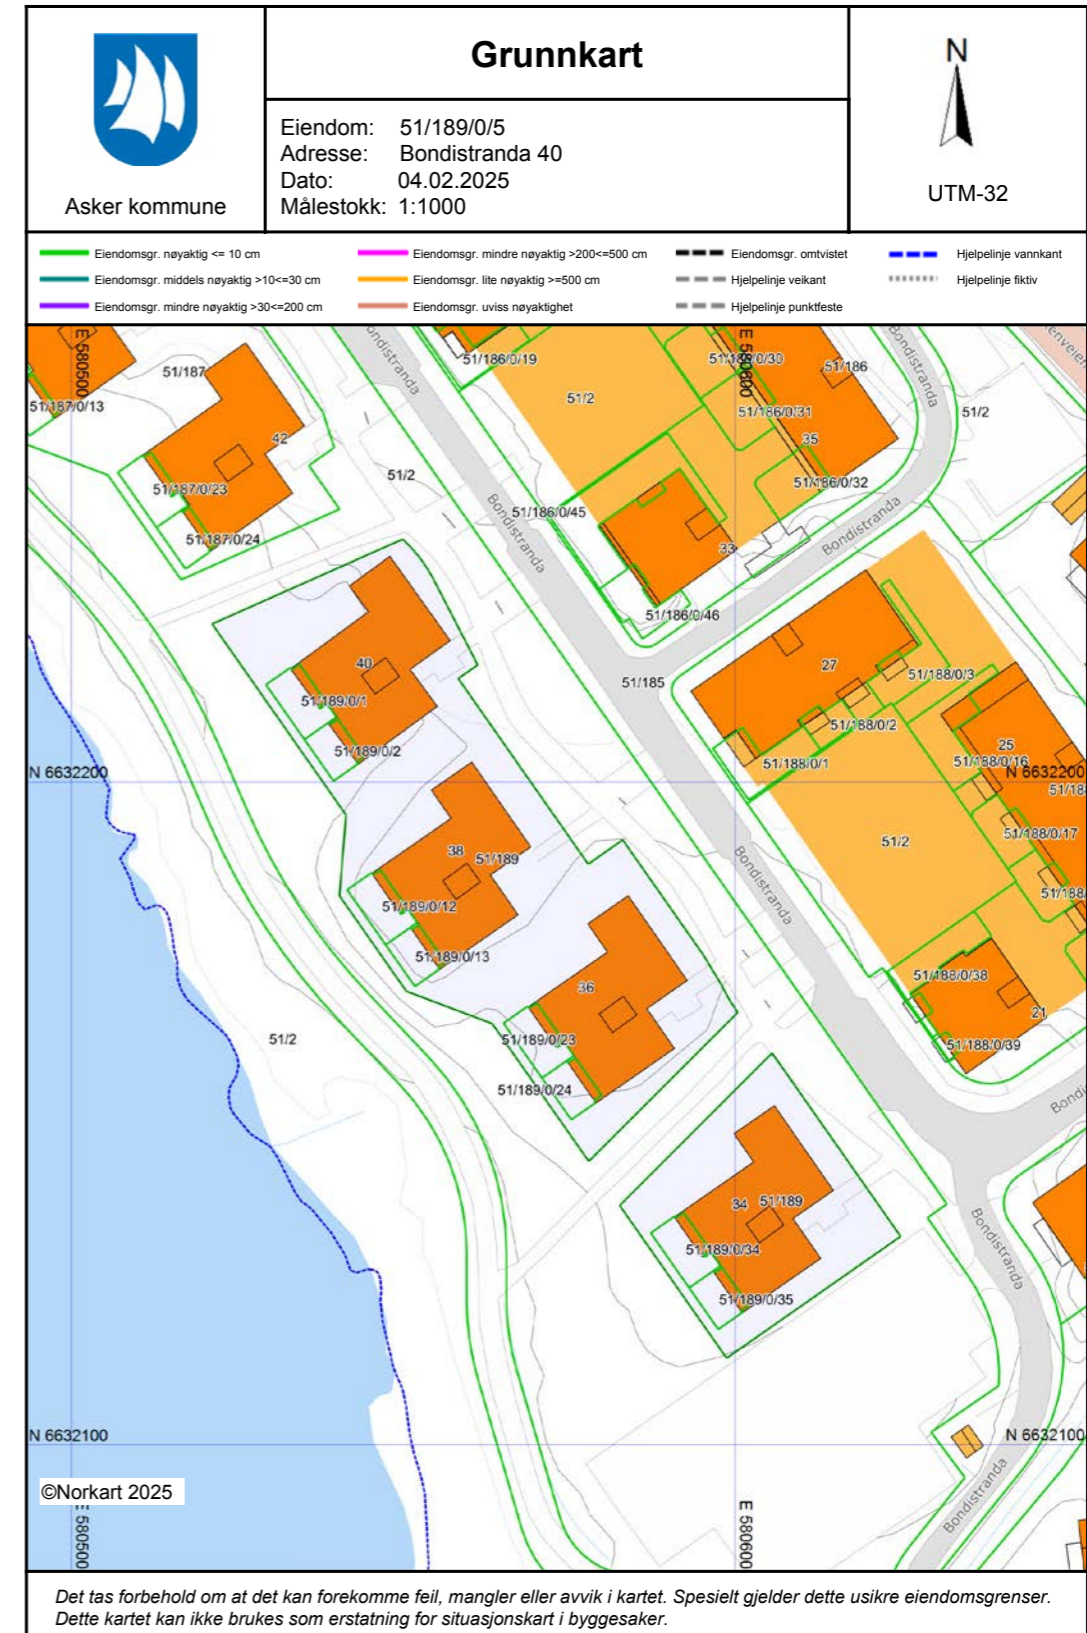 Grunnkart
Eiendom: 51/189/0/5
Adresse: Bondistranda 40
Dato: 04.02.2025
Målestokk: 1:1000
Asker kommune
N
UTM-32
Eiendomsgr. nøyaktig <= 10 cm
Eiendomsgr. middels nøyaktig >10<=30 cm
Eiendomsgr. mindre nøyaktig >30<=200 cm
Eiendomsgr. mindre nøyaktig >200<=500 cm
Eiendomsgr. lite nøyaktig >=500 cm
Eiendomsgr. uviss nøyaktighet
Eiendomsgr. omtvistet
Hjelpelinje veikant
Hjelpelinje punktfeste
Hjelpelinje vannkant
Hjelpelinje fiktiv
E 580500
51/187
51/187/0/13
42
51/187/0/23
51/187/0/24
ondistranda
51/2
51/186/0/19
51/2
51/186/0/30
E 580600
51/186
51/186/0/31
35
51/186/0/32
Bondistranda
51/2
Bondistranda
51/186/0/45
33
51/186/0/46
Bondistranda
40
51/189/0/1
51/189/0/2
51/185
27
51/188/0/3
51/188/0/2
51/188/0/1
25
51/188/0/16
N 6632200
N 6632200
51/18
51/188/0/17
51/2
51/188
38
51/189
51/189/0/12
51/189/0/13
Bondistranda
36
51/189/0/23
51/189/0/24
51/188/0/38
21
51/188/0/39
51/2
Bondi
34
51/189
51/189/0/34
51/189/0/35
Bondistranda
N 6632100
N 6632100
Bondistranda
©Norkart 2025
E 580500
E 580600
Det tas forbehold om at det kan forekomme feil, mangler eller avvik i kartet. Spesielt gjelder dette usikre eiendomsgrenser.
Dette kartet kan ikke brukes som erstatning for situasjonskart i byggesaker.